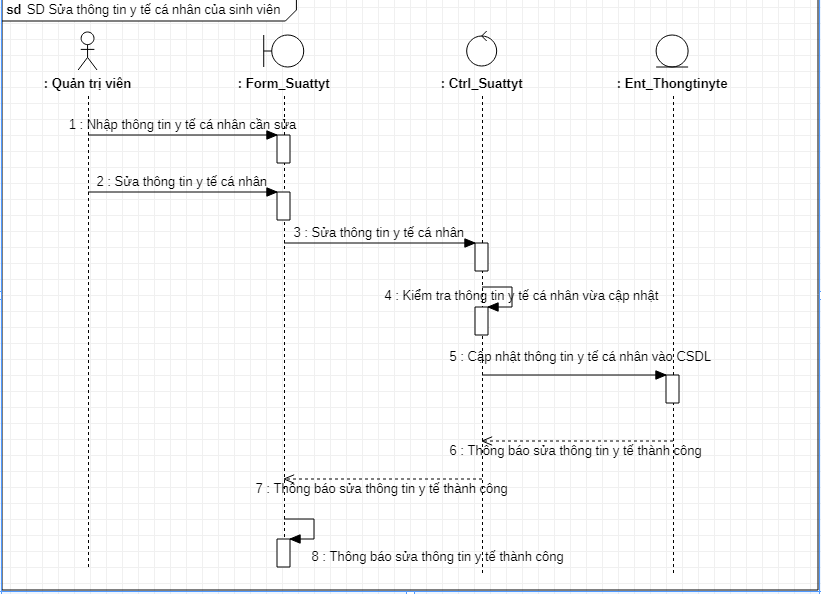 sd SD Sửa thông tin y tế cá nhân của sinh viên
: Quản trị viên
: Form_Suattyt
: Ctrl_Suattyt
: Ent_Thongtinyte
1 : Nhập thông tin y tế cá nhân cần sửa
2 : Sửa thông tin y tế cá nhân
3 : Sửa thông tin y tế cá nhân
4 : Kiểm tra thông tin y tế cá nhân vừa cập nhật
5 : Cập nhật thông tin y tế cá nhân vào CSDL
6 : Thông báo sửa thông tin y tế thành công
7 : Thông báo sửa thông tin y tế thành công
8 : Thông báo sửa thông tin y tế thành công